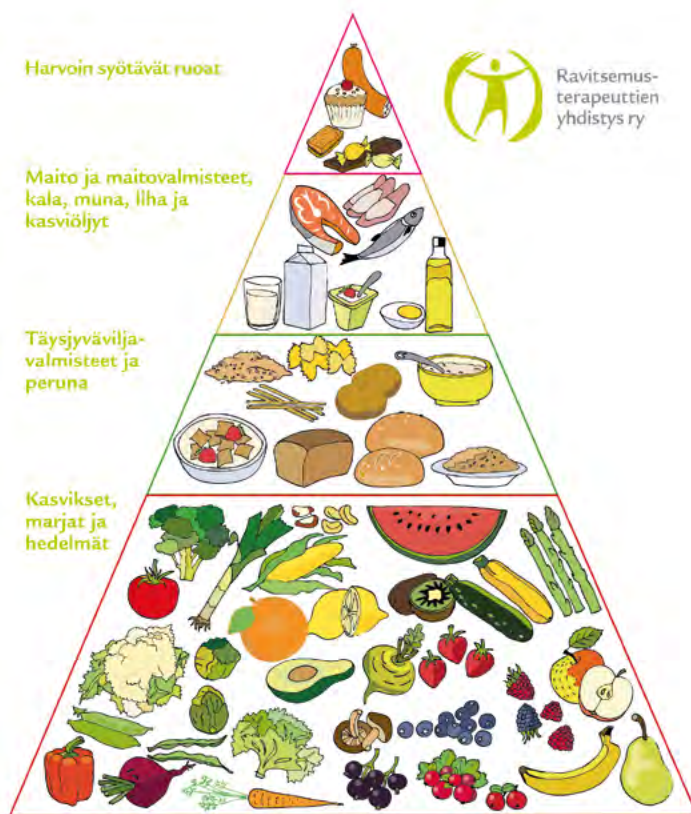 Harvoin syötävät ruoat
Ravitsemus-
terapeuttien
yhdistys ry
Maito ja maitovalmisteet,
kala, muna, liha ja
kasviöljyt
Täysjyvävilja-
valmisteet ja
peruna
Kasvikset,
marjat ja
hedelmät